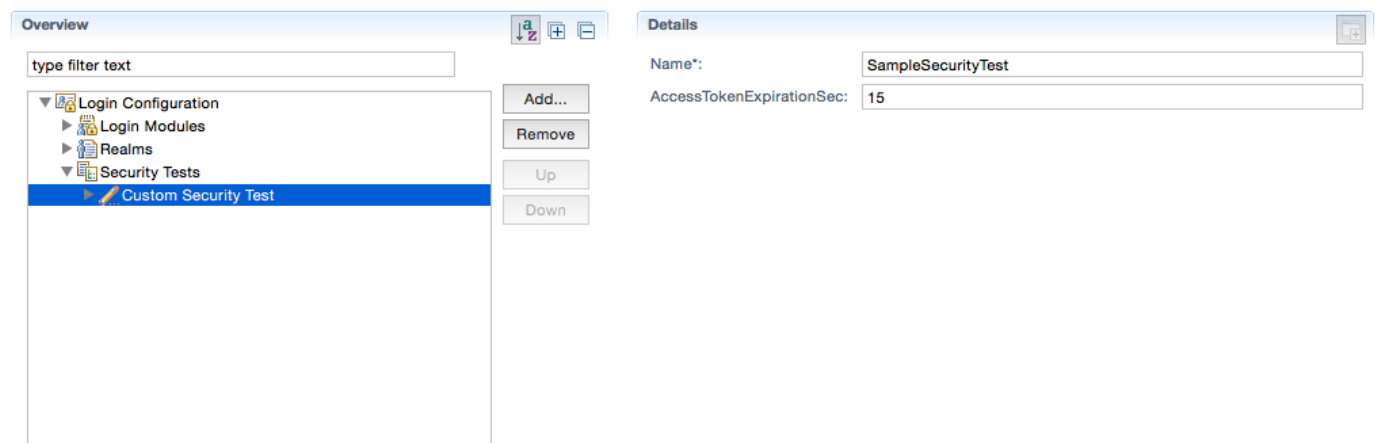 Overview
type filter text
Login Configuration
Login Modules
Realms
Security Tests
Custom Security Test
Add...
Remove
Up
Down
Details
Name*: SampleSecurityTest
AccessTokenExpirationSec: 15